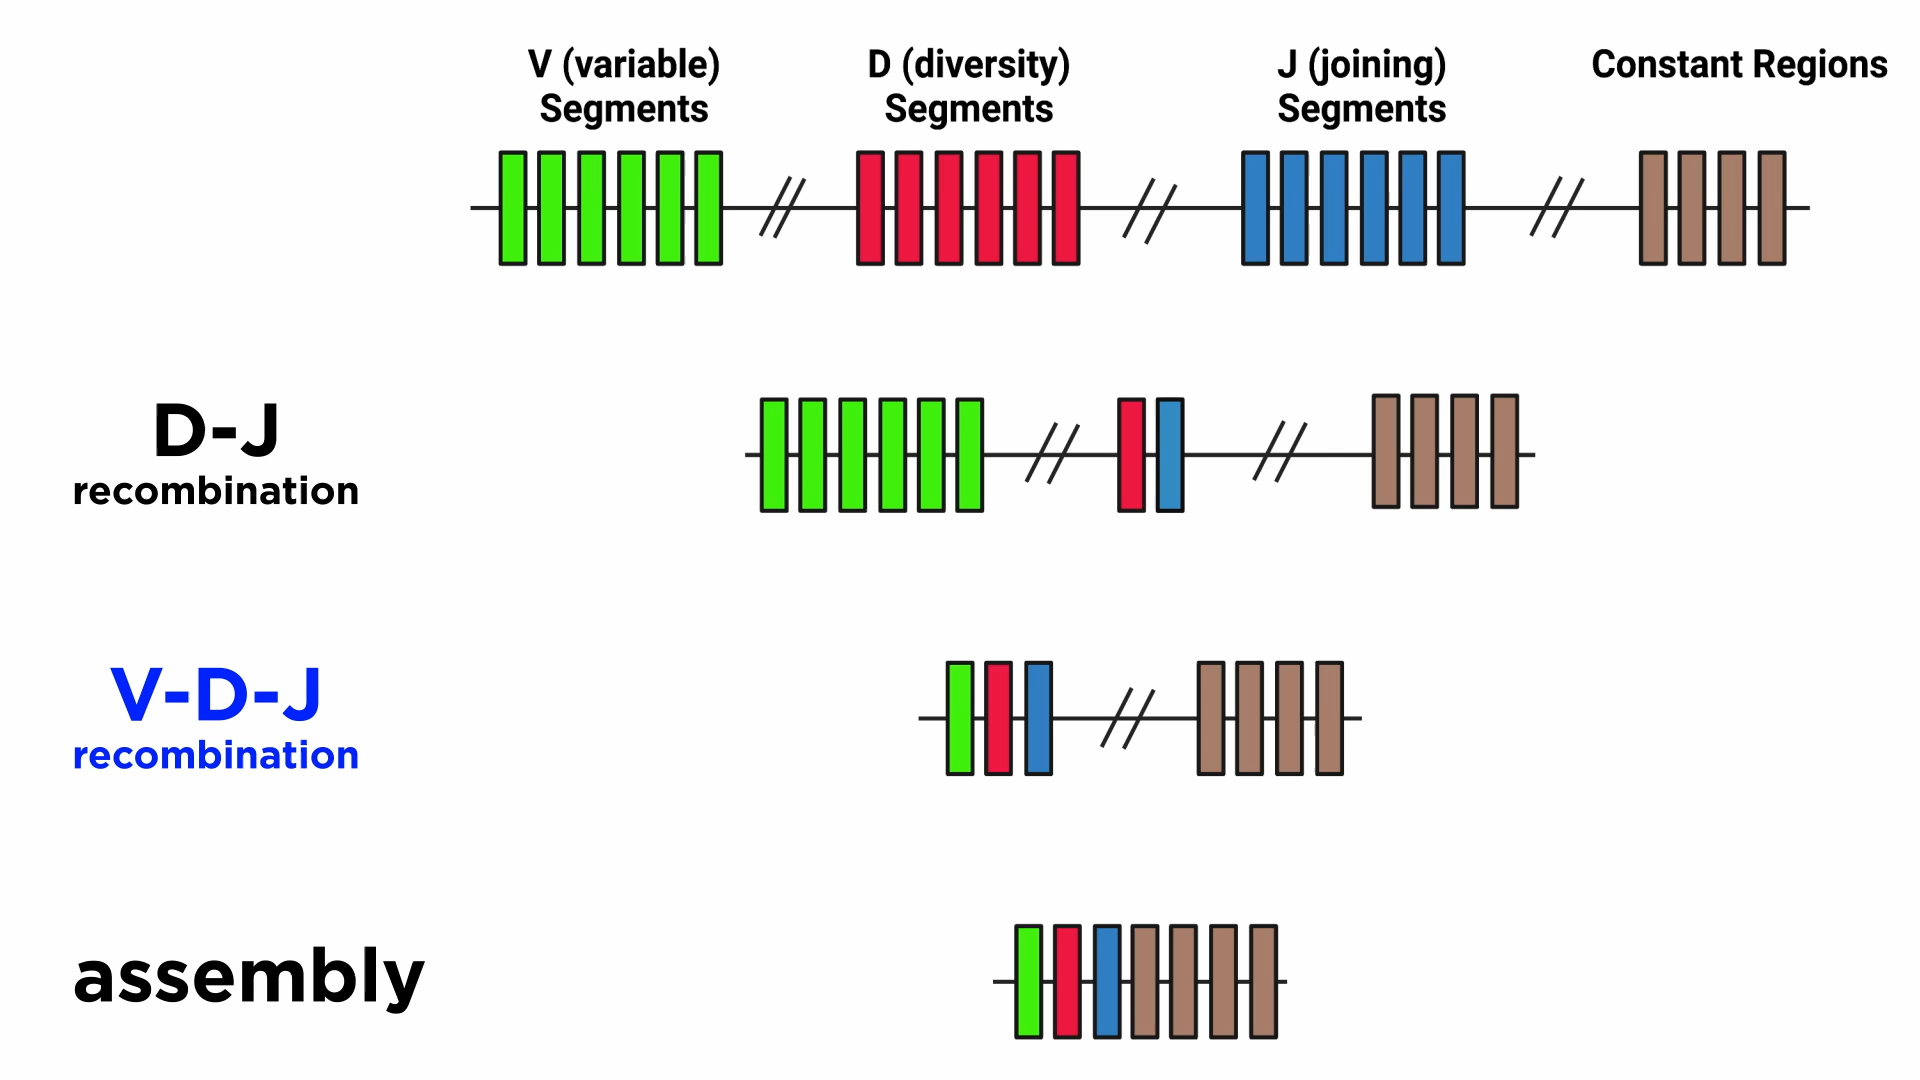 V (variable)
Segments
D (diversity)
Segments
J (joining)
Segments
Constant Regions
D-J
recombination
V-D-J
recombination
assembly